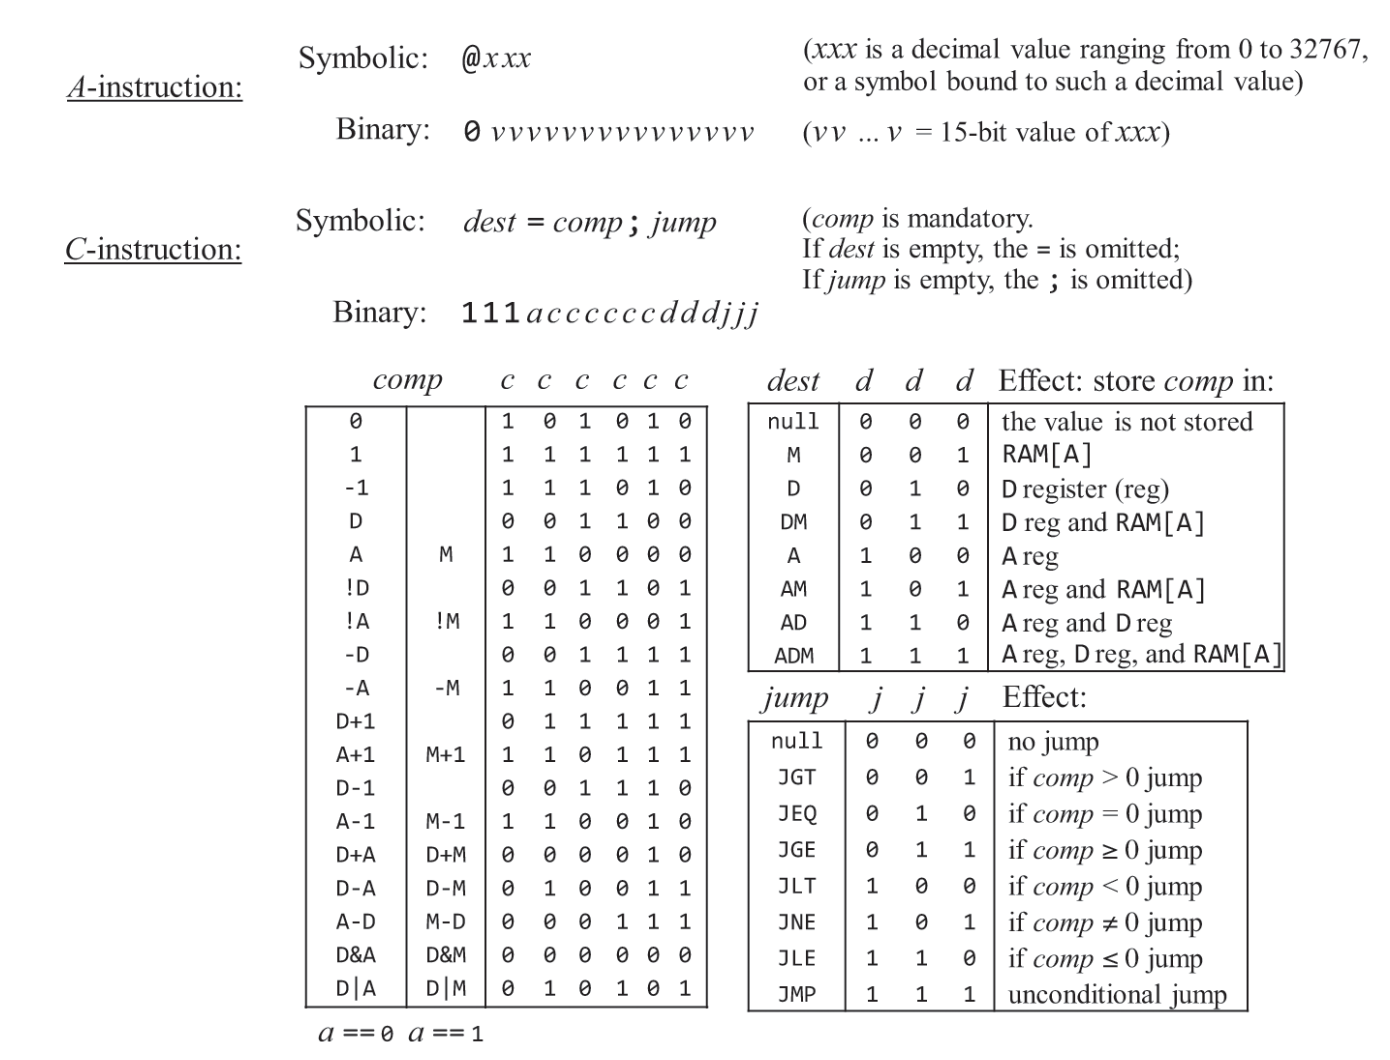 A-instruction:
Symbolic: @xxx (xxx is a decimal value ranging from 0 to 32767,
or a symbol bound to such a decimal value)
Binary: 0 vvvvvvvvvvvvvvv (vv ... v = 15-bit value of xxx)
C-instruction:
Symbolic: dest = comp ; jump (comp is mandatory.
If dest is empty, the = is omitted;
If jump is empty, the ; is omitted)
Binary: 111accccccdddjjj
comp c c c c c c
0 1 0 1 0 1 0
1 1 1 1 1 1 1
-1 1 1 1 0 1 0
D 0 0 1 1 0 0
A M 1 1 0 0 0 0
!D 0 0 1 1 0 1
!A !M 1 1 0 0 0 1
-D 0 0 1 1 1 1
-A -M 1 1 0 0 1 1
D+1 0 1 1 1 1 1
A+1 M+1 1 1 0 1 1 1
D-1 0 0 1 1 1 0
A-1 M-1 1 1 0 0 1 0
D+A D+M 0 0 0 0 1 0
D-A D-M 0 1 0 0 1 1
A-D M-D 0 0 0 1 1 1
D&A D&M 0 0 0 0 0 0
D|A D|M 0 1 0 1 0 1
a == 0 a == 1
dest d d d Effect: store comp in:
null 0 0 0 the value is not stored
M 0 0 1 RAM[A]
D 0 1 0 D register (reg)
DM 0 1 1 D reg and RAM[A]
A 1 0 0 A reg
AM 1 0 1 A reg and RAM[A]
AD 1 1 0 A reg and D reg
ADM 1 1 1 A reg, D reg, and RAM[A]
jump j j j Effect:
null 0 0 0 no jump
JGT 0 0 1 if comp > 0 jump
JEQ 0 1 0 if comp = 0 jump
JGE 0 1 1 if comp ≥ 0 jump
JLT 1 0 0 if comp < 0 jump
JNE 1 0 1 if comp ≠ 0 jump
JLE 1 1 0 if comp ≤ 0 jump
JMP 1 1 1 unconditional jump